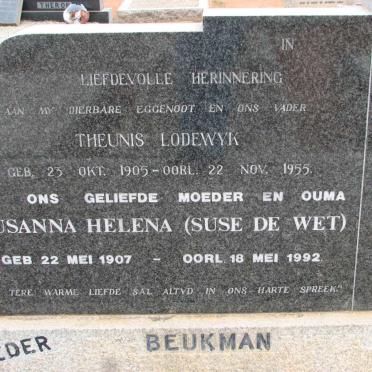 IN
LIEFDEVOLLE HERINNERING
AAN MY DIERBARE EGGENOOT EN ONS VADER
THEUNIS LODEWYK
GEB. 23 OKT. 1905-OORL. 22 NOV. 1955.
ONS GELIEFDE MOEDER EN OUMA
USANNA HELENA (SUSE DE WET)
GEB 22 MEI 1907 - OORL 18 MEI 1992
TERE WARME LIEFDE SAL ALTYD IN ONS HARTE SPREEK."
LDER BEUKMAN